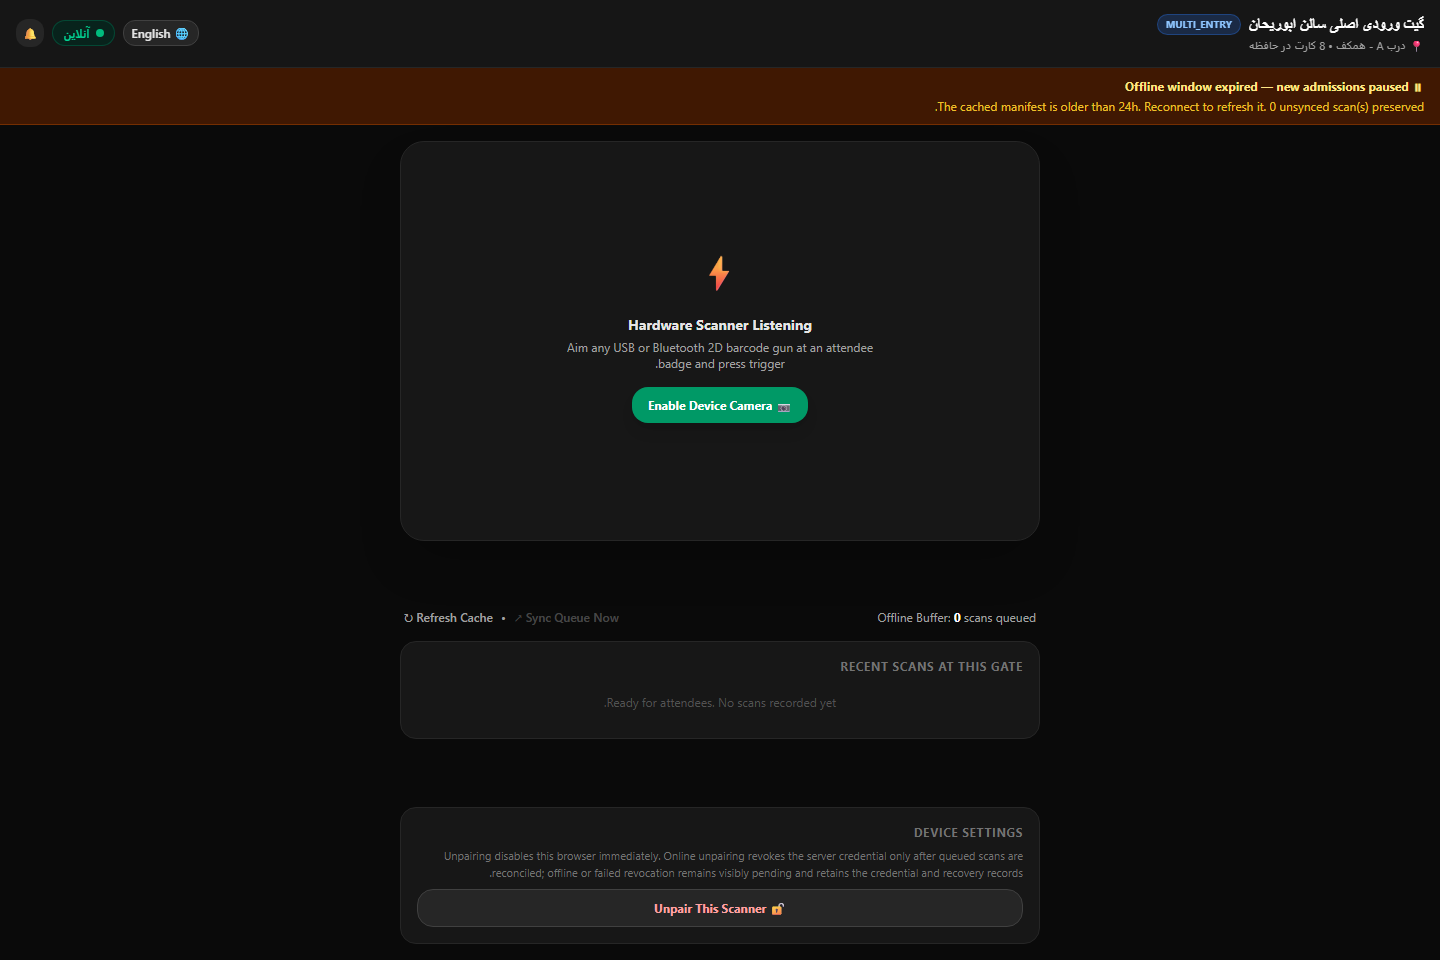 گیت ورودی اصلی سالن ابوریحان MULTI_ENTRY
درب A - همکف • 8 کارت در حافظه
English
آنلاین
Offline window expired — new admissions paused
The cached manifest is older than 24h. Reconnect to refresh it. 0 unsynced scan(s) preserved.
Hardware Scanner Listening
Aim any USB or Bluetooth 2D barcode gun at an attendee
badge and press trigger.
Enable Device Camera
Offline Buffer: 0 scans queued
↻ Refresh Cache • ↗ Sync Queue Now
RECENT SCANS AT THIS GATE
Ready for attendees. No scans recorded yet.
DEVICE SETTINGS
Unpairing disables this browser immediately. Online unpairing revokes the server credential only after queued scans are
reconciled; offline or failed revocation remains visibly pending and retains the credential and recovery records.
Unpair This Scanner